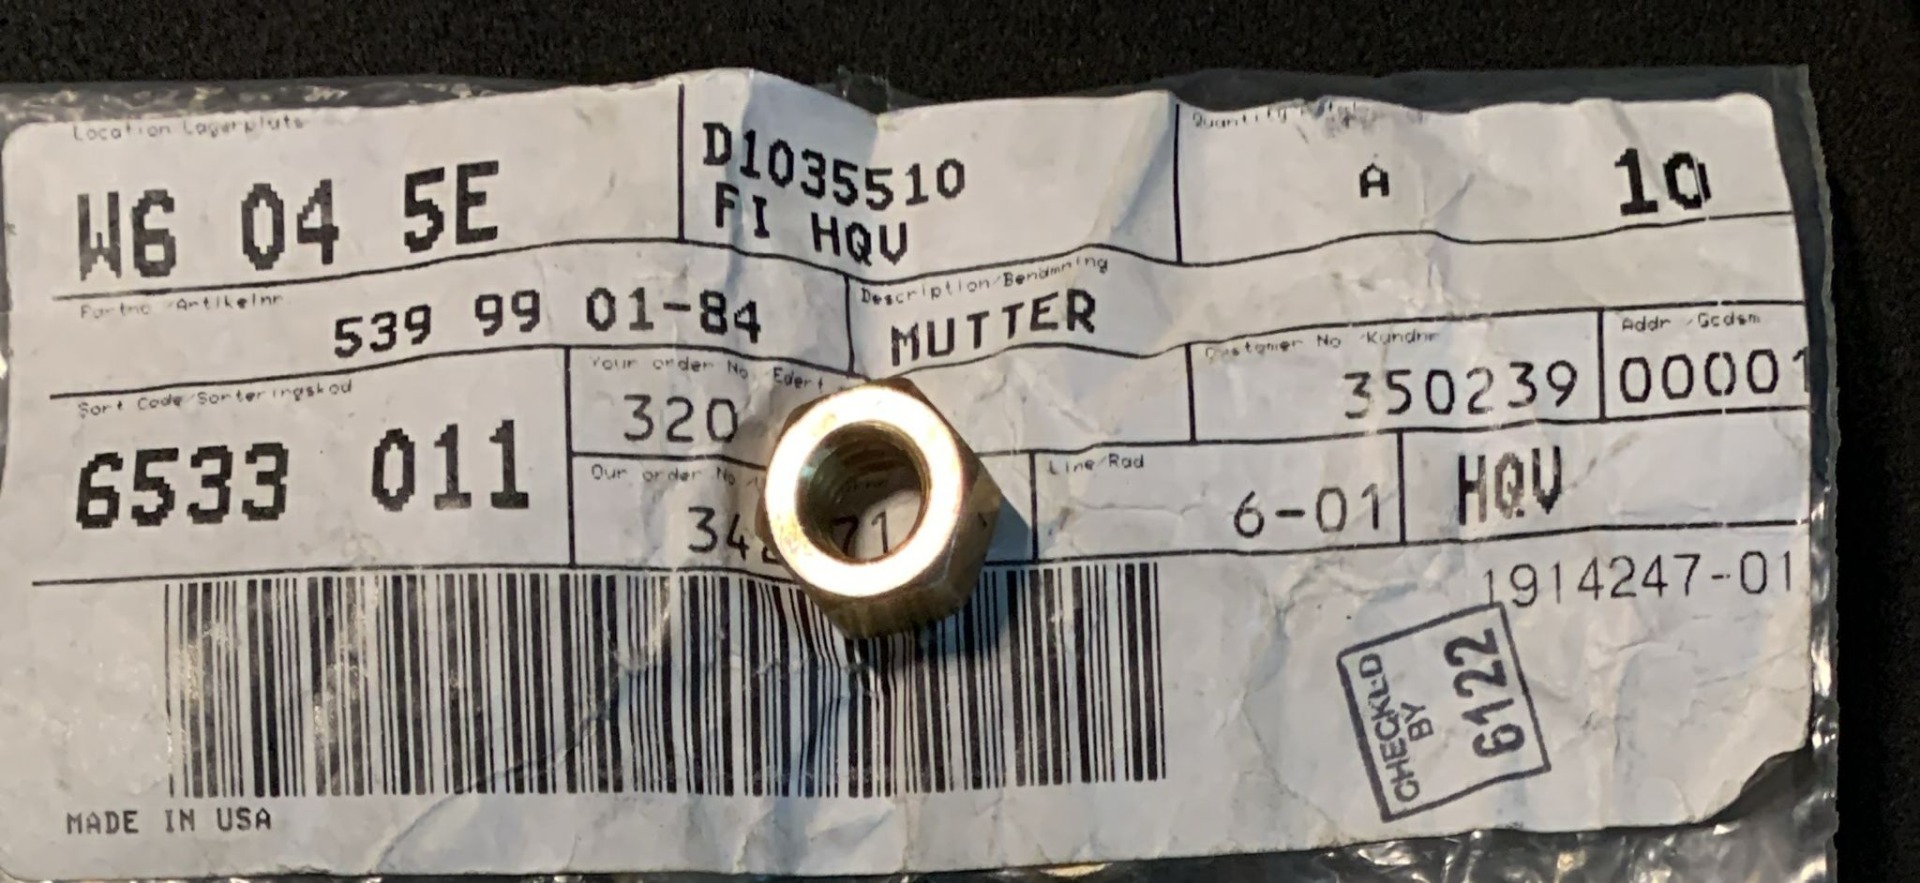 Location Lagerplats
W6 04 5E
D1035510
FI HQV
A 10
Partno Artikelnr.
539 99 01-84
Description/Benämning
MUTTER
Sort Code/Sorteringskod
6533 011
Your order No
320
Customer No Kundnr
350239
Addr Gcdsm
00001
Our order No
Line/Rad
6-01
HQV
1914247-01
CHECKED
BY
6122
MADE IN USA